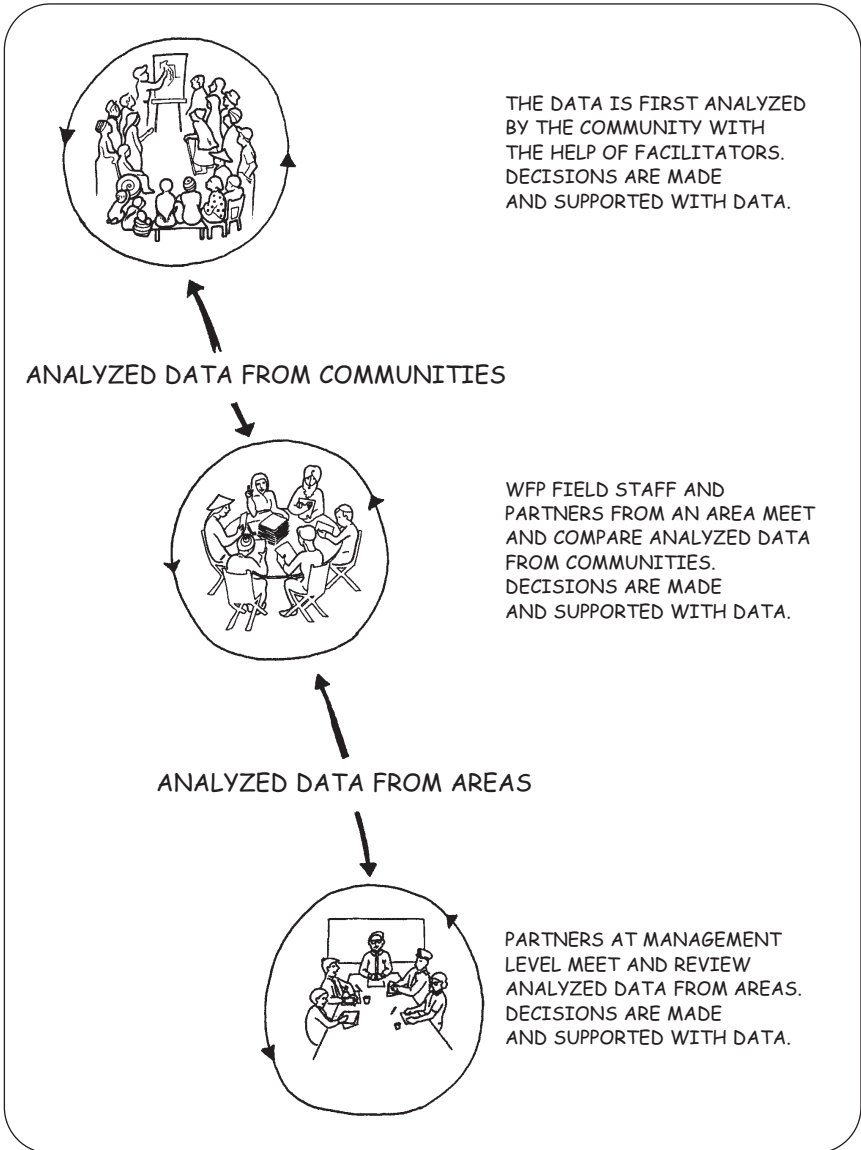 THE DATA IS FIRST ANALYZED
BY THE COMMUNITY WITH
THE HELP OF FACILITATORS.
DECISIONS ARE MADE
AND SUPPORTED WITH DATA.
ANALYZED DATA FROM COMMUNITIES
WFP FIELD STAFF AND
PARTNERS FROM AN AREA MEET
AND COMPARE ANALYZED DATA
FROM COMMUNITIES.
DECISIONS ARE MADE
AND SUPPORTED WITH DATA.
ANALYZED DATA FROM AREAS
PARTNERS AT MANAGEMENT
LEVEL MEET AND REVIEW
ANALYZED DATA FROM AREAS.
DECISIONS ARE MADE
AND SUPPORTED WITH DATA.